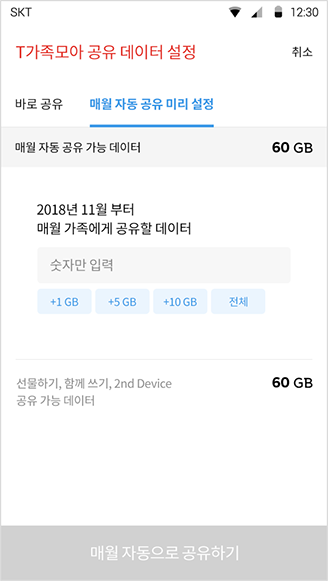 SKT 12:30
T가족모아 공유 데이터 설정 취소
바로 공유 매월 자동 공유 미리 설정
매월 자동 공유 가능 데이터 60 GB
2018년 11월 부터
매월 가족에게 공유할 데이터
숫자만 입력
+1 GB +5 GB +10 GB 전체
선물하기, 함께 쓰기, 2nd Device 60 GB
공유 가능 데이터
매월 자동으로 공유하기